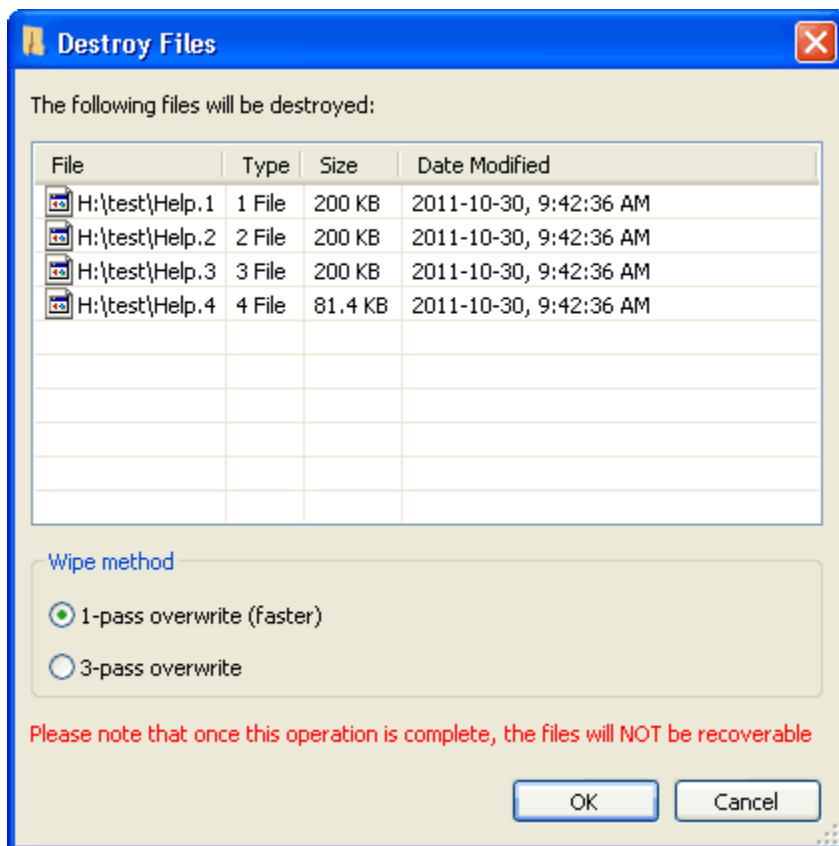 Destroy Files
The following files will be destroyed:
File Type Size Date Modified
H:\test\Help.1 1 File 200 KB 2011-10-30, 9:42:36 AM
H:\test\Help.2 2 File 200 KB 2011-10-30, 9:42:36 AM
H:\test\Help.3 3 File 200 KB 2011-10-30, 9:42:36 AM
H:\test\Help.4 4 File 81.4 KB 2011-10-30, 9:42:36 AM
Wipe method
1-pass overwrite (faster)
3-pass overwrite
Please note that once this operation is complete, the files will NOT be recoverable
OK Cancel